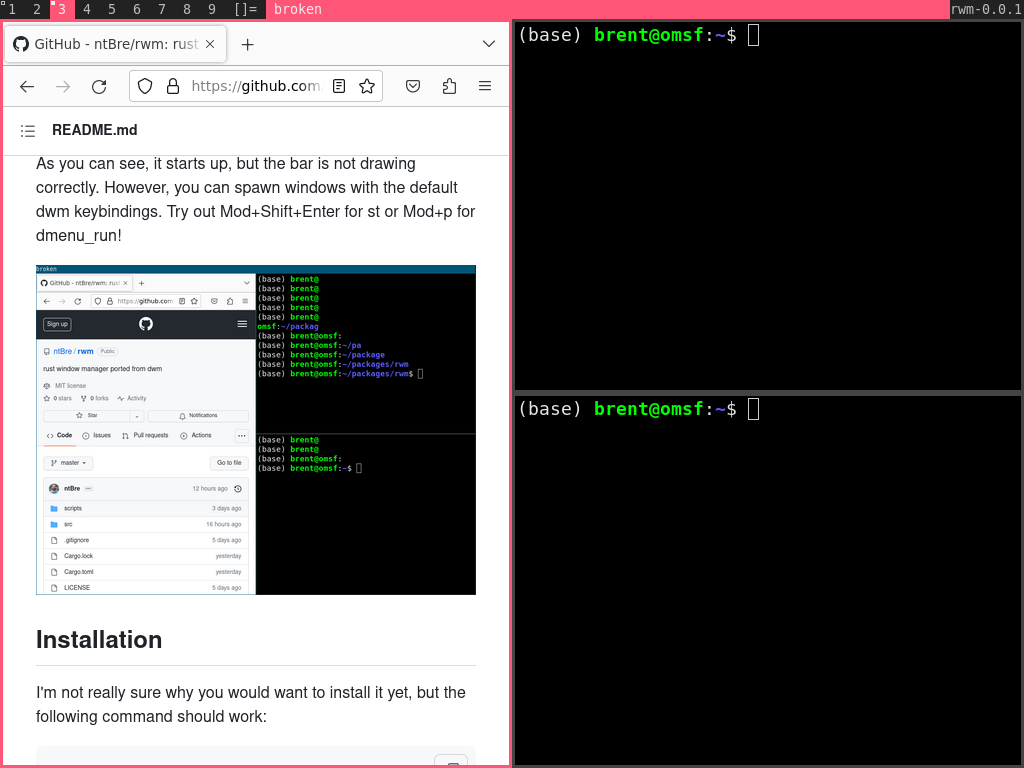 1 2 3 4 5 6 7 8 9 []= broken rwm-0.0.1
GitHub - ntBre/rwm: rust
https://github.com
README.md
As you can see, it starts up, but the bar is not drawing
correctly. However, you can spawn windows with the default
dwm keybindings. Try out Mod+Shift+Enter for st or Mod+p for
dmenu_run!
broken
GitHub - ntBre/rwm: rust
https://github.com
Sign up
ntBre / rwm Public
rust window manager ported from dwm
MIT license
0 stars 0 forks Activity
Star Notifications
Code Issues Pull requests Actions
master Go to file
ntBre 12 hours ago
scripts 3 days ago
src 16 hours ago
.gitignore 5 days ago
Cargo.lock yesterday
Cargo.toml yesterday
LICENSE 5 days ago
(base) brent@
(base) brent@
(base) brent@
(base) brent@
(base) brent@
omsf:~/packag
(base) brent@omsf:
(base) brent@omsf:~/pa
(base) brent@omsf:~/package
(base) brent@omsf:~/packages/rwm
(base) brent@omsf:~/packages/rwm$
(base) brent@
(base) brent@
(base) brent@omsf:
(base) brent@omsf:~$
Installation
I'm not really sure why you would want to install it yet, but the
following command should work:
(base) brent@omsf:~$
(base) brent@omsf:~$